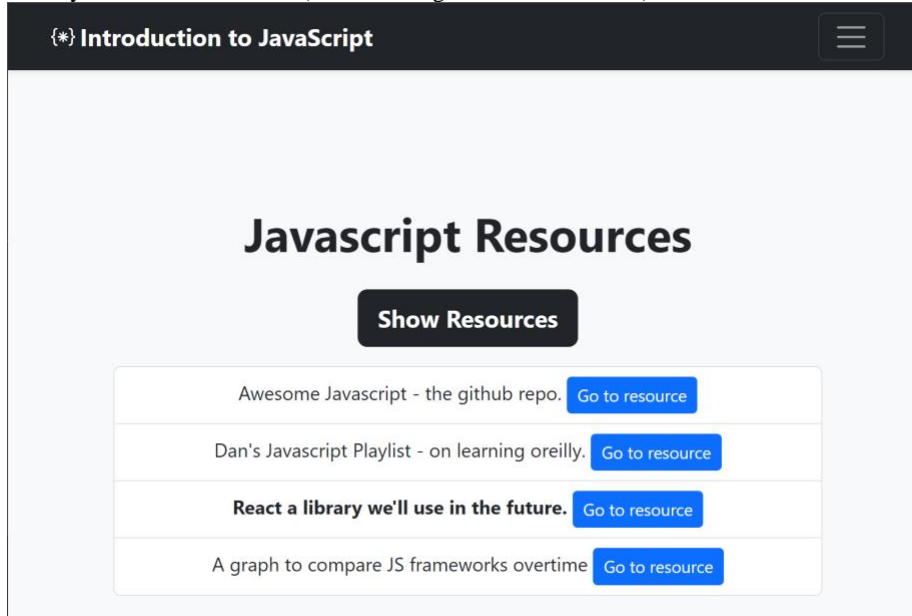 {*} Introduction to JavaScript
Javascript Resources
Show Resources
Awesome Javascript - the github repo. Go to resource
Dan's Javascript Playlist - on learning oreilly. Go to resource
React a library we'll use in the future. Go to resource
A graph to compare JS frameworks overtime Go to resource